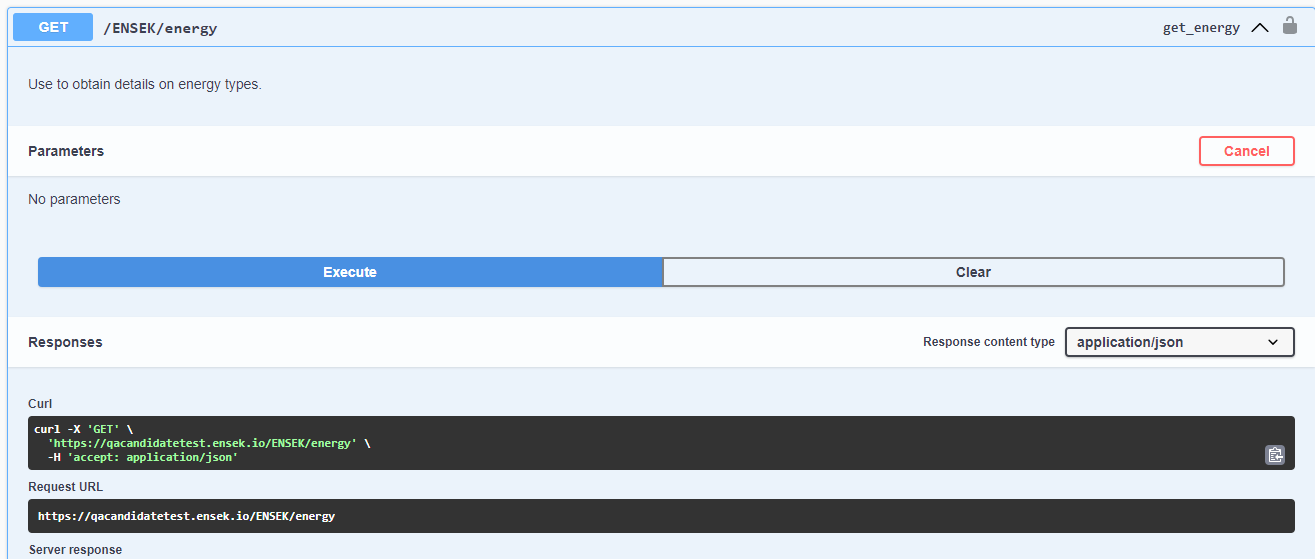 GET /ENSEK/energy get_energy
Use to obtain details on energy types.
Parameters Cancel
No parameters
Execute Clear
Responses Response content type application/json
Curl
curl -X 'GET' \
'https://qacandidatetest.ensek.io/ENSEK/energy' \
-H 'accept: application/json'
Request URL
https://qacandidatetest.ensek.io/ENSEK/energy
Server response